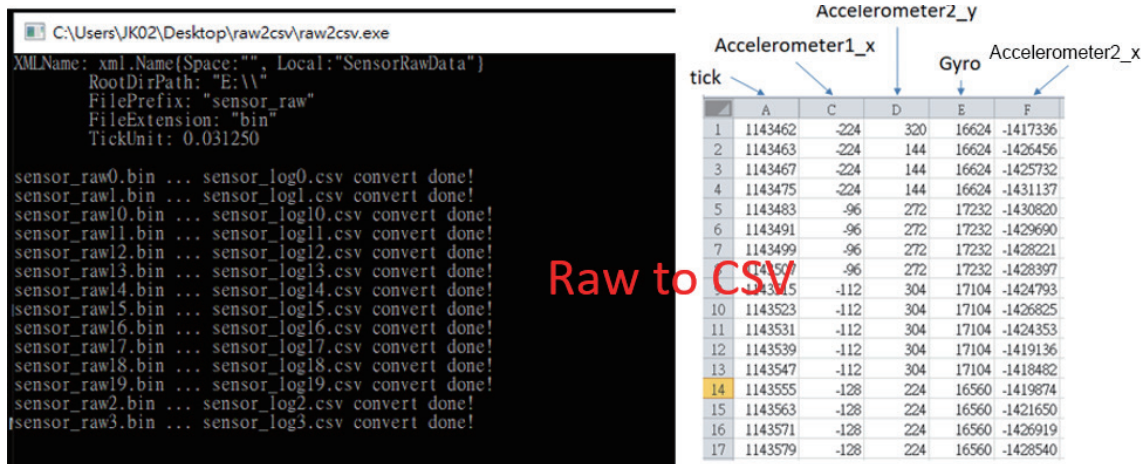 C:\Users\JK02\Desktop\raw2csv\raw2csv.exe
XMLName: xml.Name{Space:"", Local:"SensorRawData"}
RootDirPath: "E:\\"
FilePrefix: "sensor_raw"
FileExtension: "bin"
TickUnit: 0.031250
sensor_raw0.bin ... sensor_log0.csv convert done!
sensor_raw1.bin ... sensor_log1.csv convert done!
sensor_raw10.bin ... sensor_log10.csv convert done!
sensor_raw11.bin ... sensor_log11.csv convert done!
sensor_raw12.bin ... sensor_log12.csv convert done!
sensor_raw13.bin ... sensor_log13.csv convert done!
sensor_raw14.bin ... sensor_log14.csv convert done!
sensor_raw15.bin ... sensor_log15.csv convert done!
sensor_raw16.bin ... sensor_log16.csv convert done!
sensor_raw17.bin ... sensor_log17.csv convert done!
sensor_raw18.bin ... sensor_log18.csv convert done!
sensor_raw19.bin ... sensor_log19.csv convert done!
sensor_raw2.bin ... sensor_log2.csv convert done!
sensor_raw3.bin ... sensor_log3.csv convert done!
Raw to CSV
Accelerometer2_y
Accelerometer1_x
Gyro
Accelerometer2_x
tick
A C D E F
1 1143462 -224 320 16624 -1417336
2 1143463 -224 144 16624 -1426456
3 1143467 -224 144 16624 -1425732
4 1143475 -224 144 16624 -1431137
5 1143483 -96 272 17232 -1430820
6 1143491 -96 272 17232 -1429690
7 1143499 -96 272 17232 -1428221
-96 272 17232 -1428397
-112 304 17104 -1424793
10 1143523 -112 304 17104 -1426825
11 1143531 -112 304 17104 -1424353
12 1143539 -112 304 17104 -1419136
13 1143547 -112 304 17104 -1418482
14 1143555 -128 224 16560 -1419874
15 1143563 -128 224 16560 -1421650
16 1143571 -128 224 16560 -1426919
17 1143579 -128 224 16560 -1428540